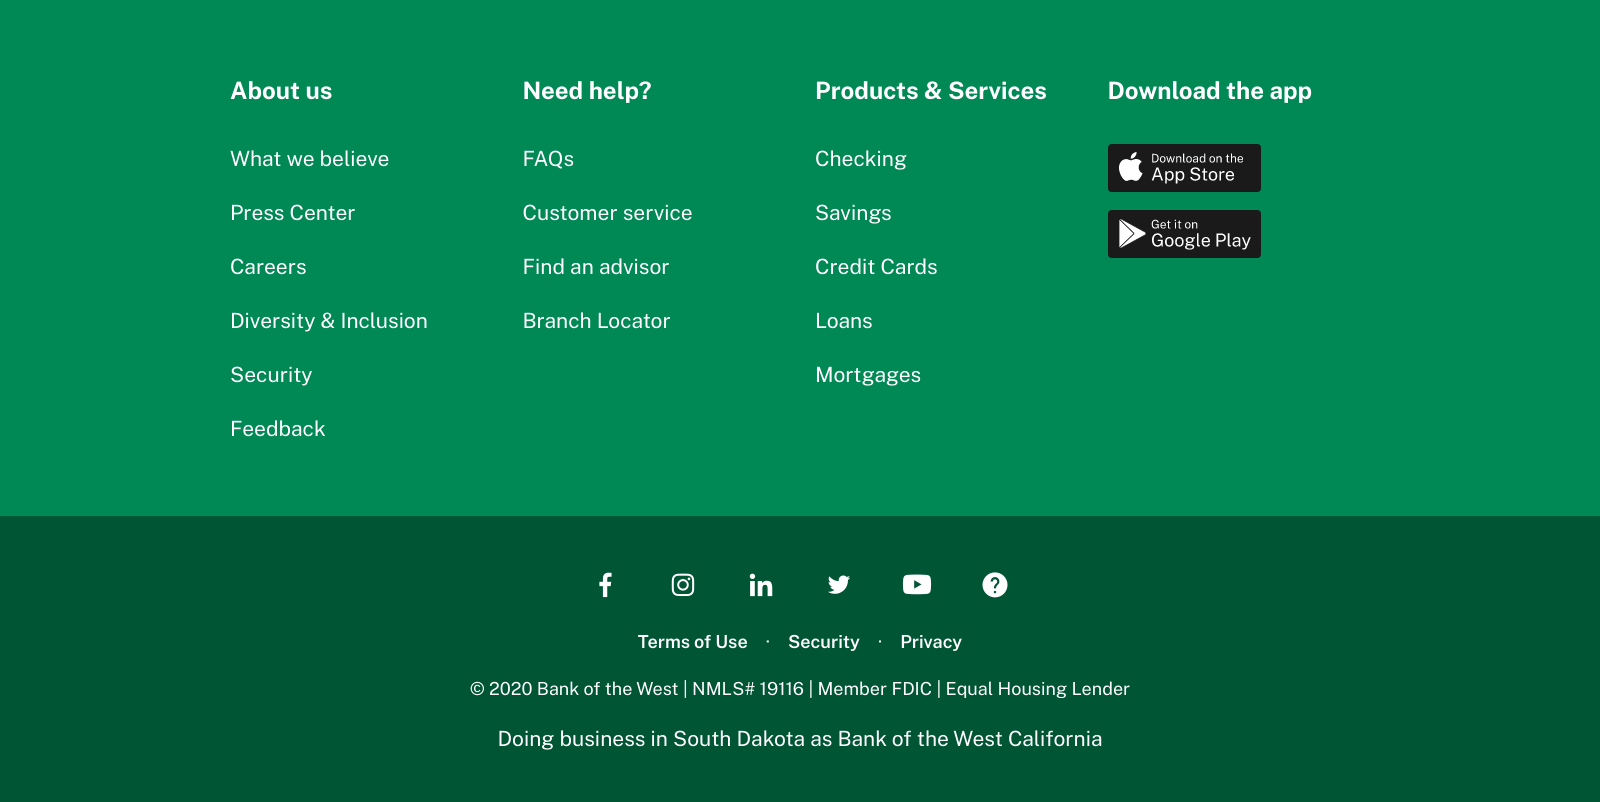 About us
What we believe
Press Center
Careers
Diversity & Inclusion
Security
Feedback
Need help?
FAQs
Customer service
Find an advisor
Branch Locator
Products & Services
Checking
Savings
Credit Cards
Loans
Mortgages
Download the app
Download on the
App Store
Get it on
Google Play
Terms of Use · Security · Privacy
© 2020 Bank of the West | NMLS# 19116 | Member FDIC | Equal Housing Lender
Doing business in South Dakota as Bank of the West California